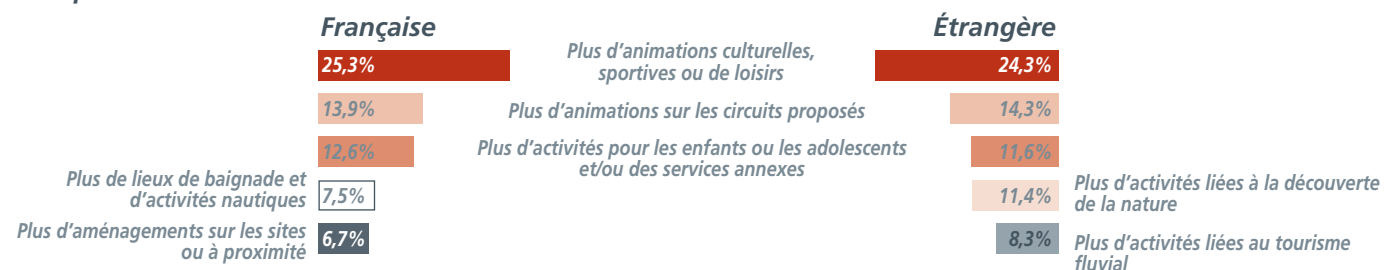 Française
Étrangère
25,3%
Plus d’animations culturelles,
sportives ou de loisirs
24,3%
13,9%
Plus d’animations sur les circuits proposés
14,3%
12,6%
Plus d’activités pour les enfants ou les adolescents
et/ou des services annexes
11,6%
Plus de lieux de baignade et
d’activités nautiques
7,5%
11,4%
Plus d’activités liées à la découverte
de la nature
Plus d’aménagements sur les sites
ou à proximité
6,7%
8,3%
Plus d’activités liées au tourisme
fluvial